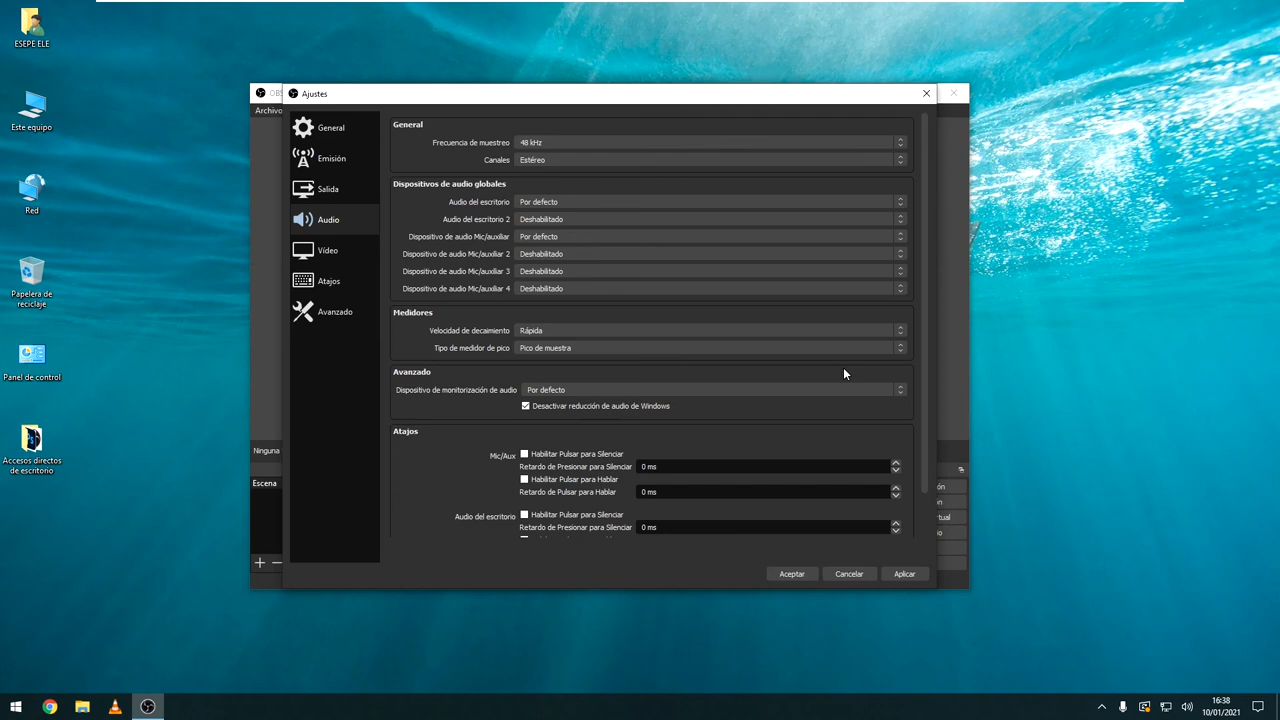 ESEPE ELE
Este equipo
Red
Papelera de
reciclaje
Panel de control
Accesos directos
de escritorio
OBS
Archivo
Ninguna
Escena
Ajustes
General
Emisión
Salida
Audio
Vídeo
Atajos
Avanzado
General
Frecuencia de muestreo 48 kHz
Canales Estéreo
Dispositivos de audio globales
Audio del escritorio Por defecto
Audio del escritorio 2 Deshabilitado
Dispositivo de audio Mic/auxiliar Por defecto
Dispositivo de audio Mic/auxiliar 2 Deshabilitado
Dispositivo de audio Mic/auxiliar 3 Deshabilitado
Dispositivo de audio Mic/auxiliar 4 Deshabilitado
Medidores
Velocidad de decaimiento Rápida
Tipo de medidor de pico Pico de muestra
Avanzado
Dispositivo de monitorización de audio Por defecto
Desactivar reducción de audio de Windows
Atajos
Mic/Aux Habilitar Pulsar para Silenciar
Retardo de Presionar para Silenciar 0 ms
Habilitar Pulsar para Hablar
Retardo de Pulsar para Hablar 0 ms
Audio del escritorio Habilitar Pulsar para Silenciar
Retardo de Presionar para Silenciar 0 ms
Aceptar Cancelar Aplicar
ón
n
tual
io
16:38
10/01/2021